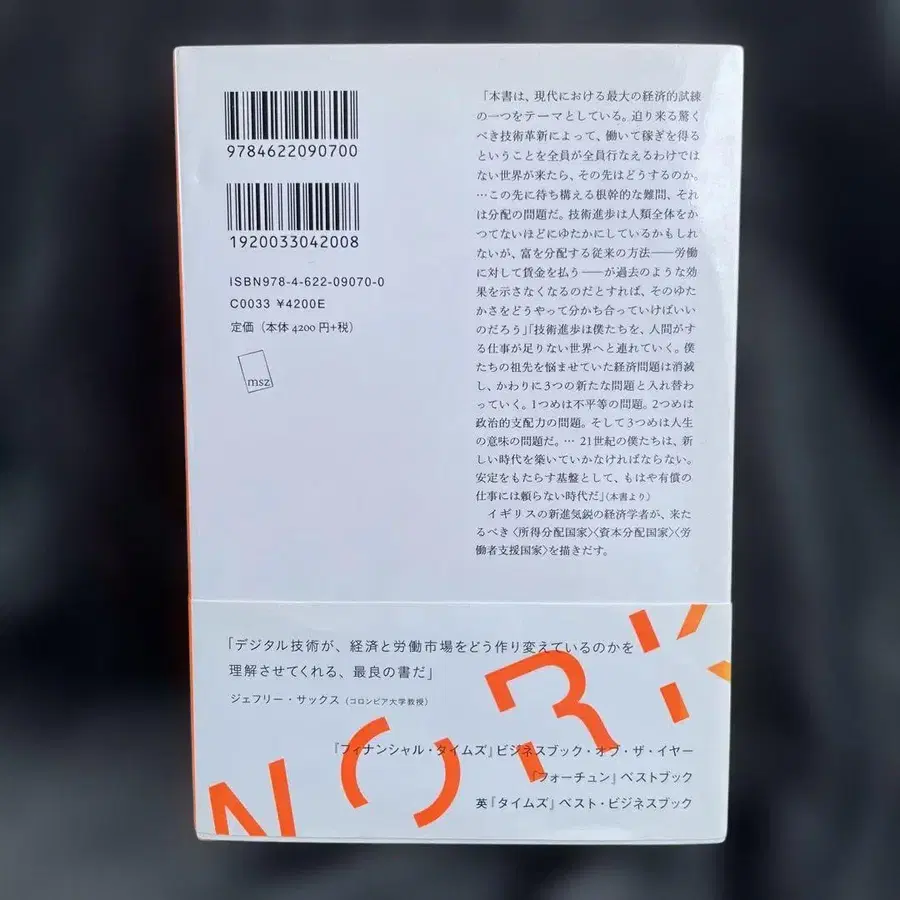 9784622090700
1920033042008
ISBN978-4-622-09070-0
C0033 ¥4200E
定価（本体 4200 円+税）
msz
「本書は、現代における最大の経済的試練
の一つをテーマとしている。迫り来る驚く
べき技術革新によって、働いて稼ぎを得る
ということを全員が全員行なえるわけでは
ない世界が来たら、その先はどうするのか。
…この先に待ち構える根幹的な難問、それ
は分配の問題だ。技術進歩は人類全体をか
つてないほどにゆたかにしているかもしれ
ないが、富を分配する従来の方法――労働
に対して賃金を払う――が過去のような効
果を示さなくなるのだとすれば、そのゆた
かさをどうやって分かち合っていけばいい
のだろう」「技術進歩は僕たちを、人間がす
る仕事が足りない世界へと連れていく。僕
たちの祖先を悩ませていた経済問題は消滅
し、かわりに3つの新たな問題と入れ替わ
っていく。1つめは不平等の問題。2つめは
政治的支配力の問題。そして3つめは人生
の意味の問題だ。… 21世紀の僕たちは、新
しい時代を築いていかなければならない。
安定をもたらす基盤として、もはや有償の
仕事には頼らない時代だ」（本書より）
イギリスの新進気鋭の経済学者が、来た
るべき〈所得分配国家〉〈資本分配国家〉〈労
働者支援国家〉を描きだす。
「デジタル技術が、経済と労働市場をどう作り変えているのかを
理解させてくれる、最良の書だ」
ジェフリー・サックス（コロンビア大学教授）
WORK
『フィナンシャル・タイムズ』ビジネスブック・オブ・ザ・イヤー
『フォーチュン』ベストブック
英『タイムズ』ベスト・ビジネスブック